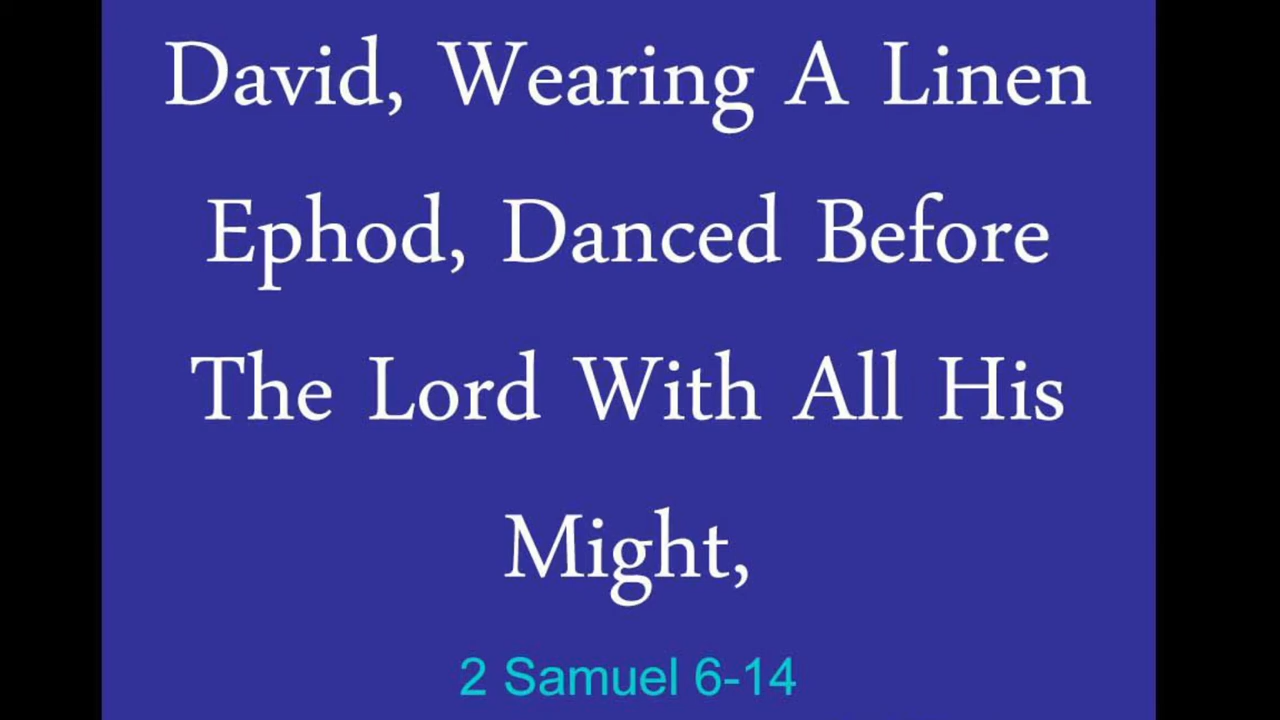 David, Wearing A Linen
Ephod, Danced Before
The Lord With All His
Might,
2 Samuel 6-14